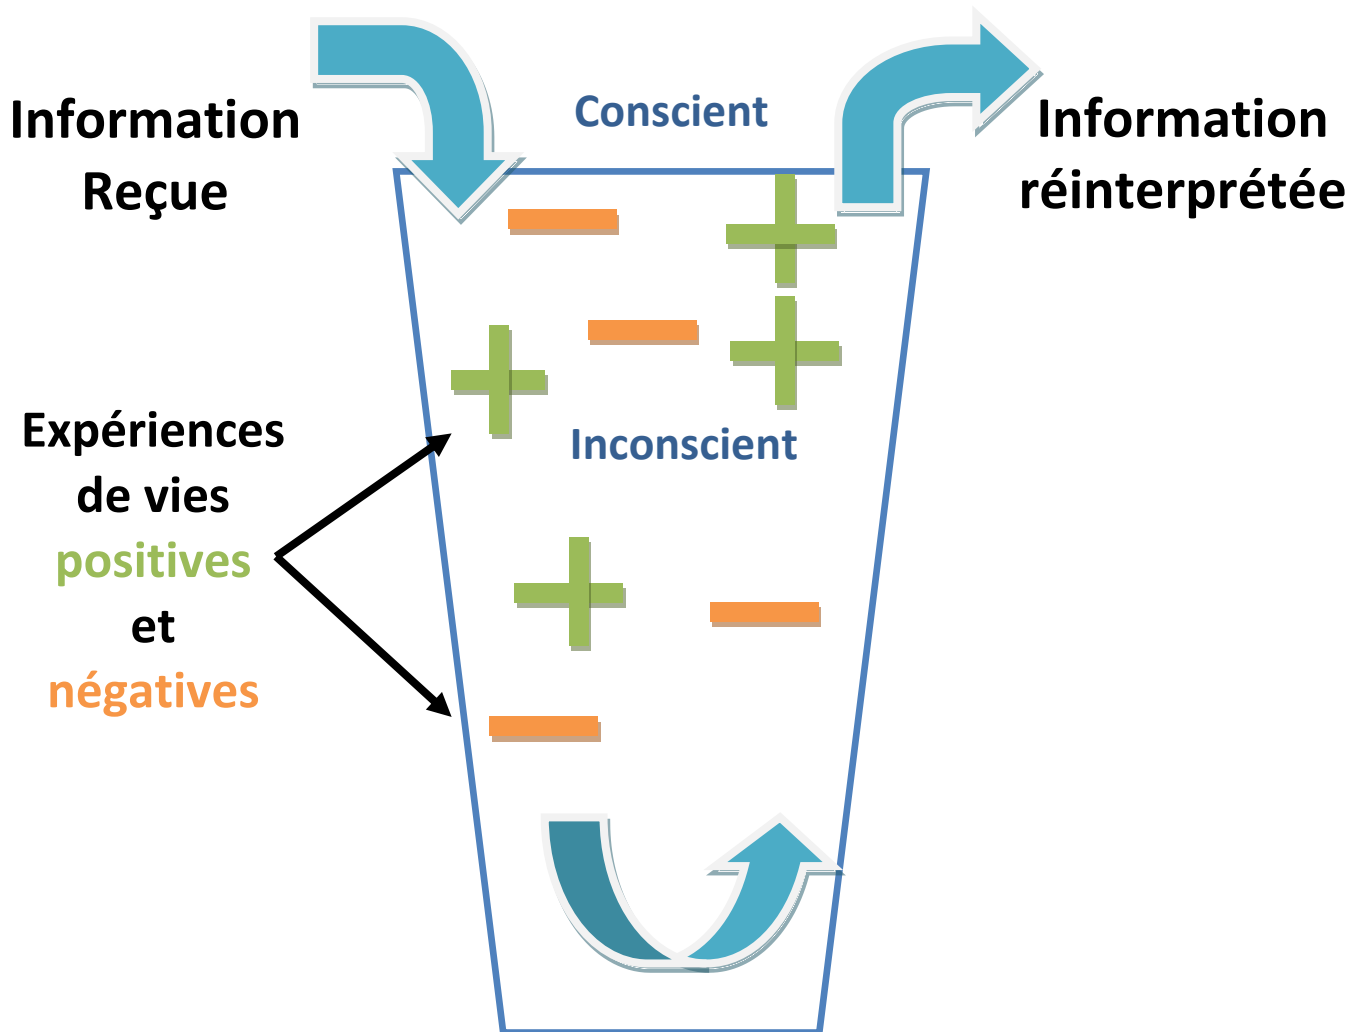 Information
Reçue
Conscient
Information
réinterprétée
Expériences
de vies
positives
et
négatives
Inconscient